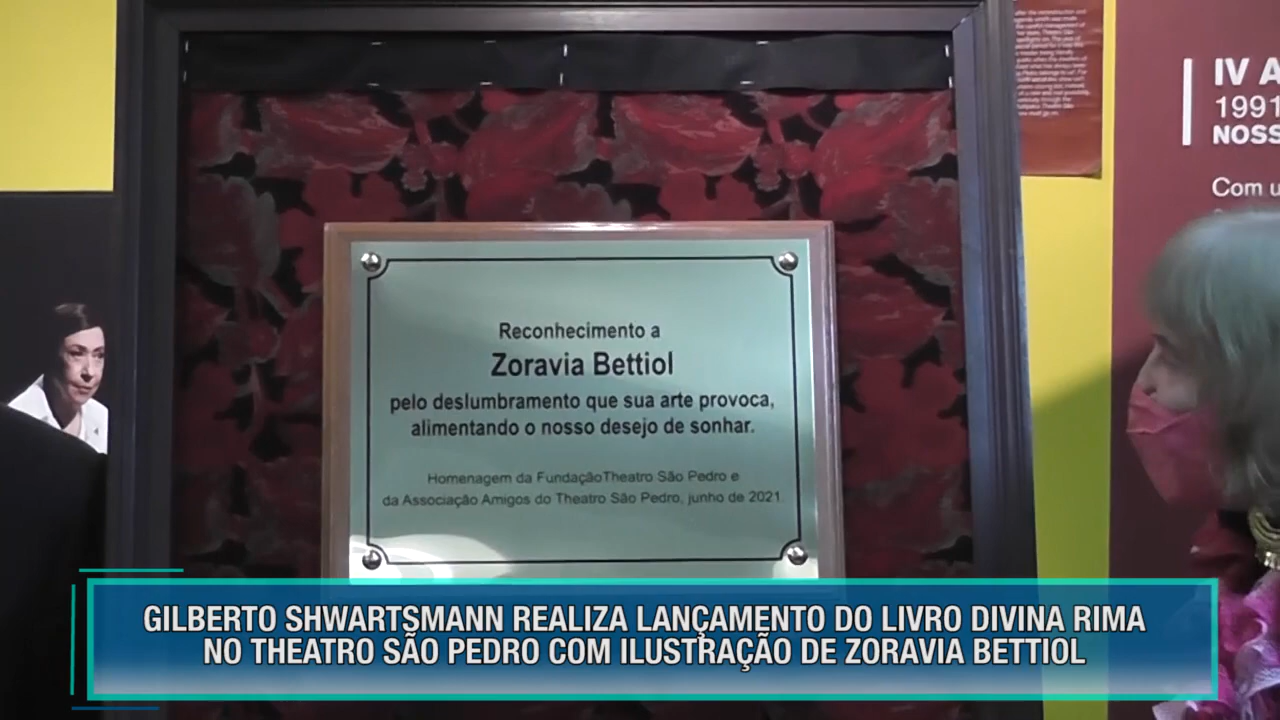 IV A
1991
NOSS
Com u
Reconhecimento a
Zoravia Bettiol
pelo deslumbramento que sua arte provoca,
alimentando o nosso desejo de sonhar.
Homenagem da FundaçãoTheatro São Pedro e
da Associação Amigos do Theatro São Pedro, junho de 2021
GILBERTO SHWARTSMANN REALIZA LANÇAMENTO DO LIVRO DIVINA RIMA
NO THEATRO SÃO PEDRO COM ILUSTRAÇÃO DE ZORAVIA BETTIOL